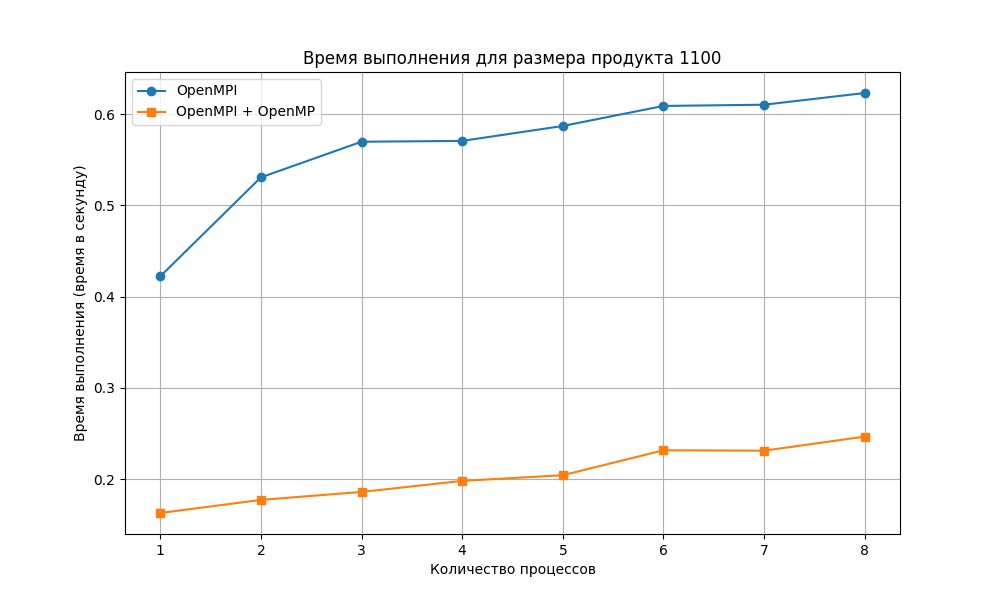 Время выполнения для размера продукта 1100
OpenMPI
OpenMPI + OpenMP
Время выполнения (время в секунду)
0.6
0.5
0.4
0.3
0.2
1 2 3 4 5 6 7 8
Количество процессов